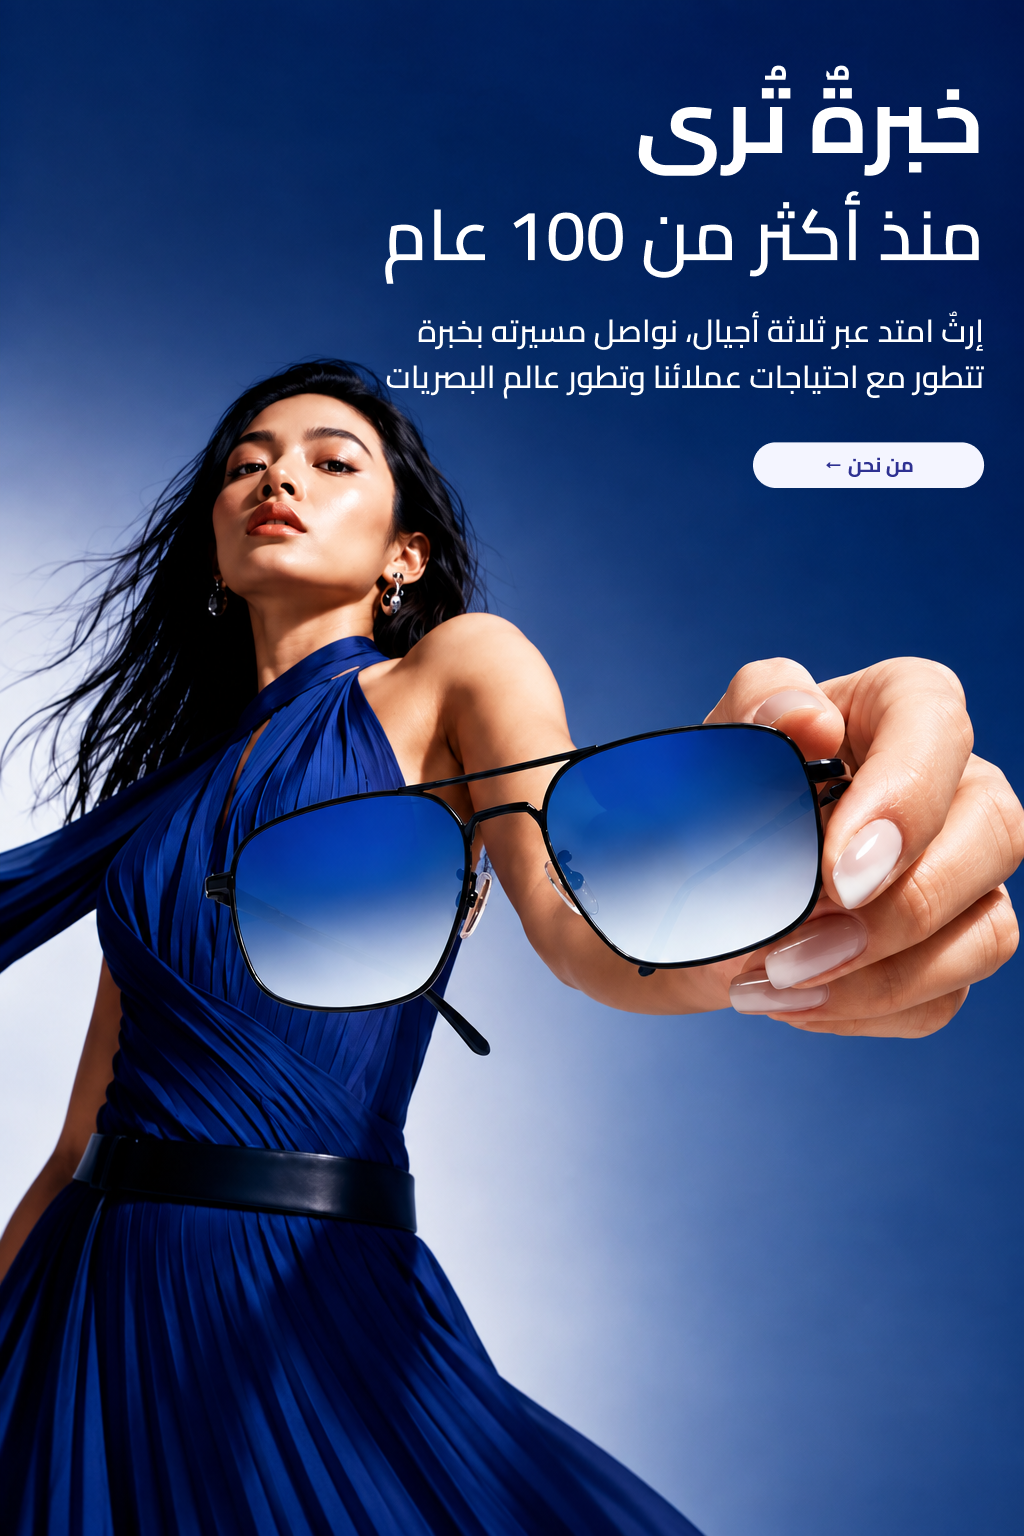 خبرةٌ تُرى
منذ أكثر من 100 عام
إرثٌ امتد عبر ثلاثة أجيال، نواصل مسيرته بخبرة
تتطور مع احتياجات عملائنا وتطور عالم البصريات
من نحن ←